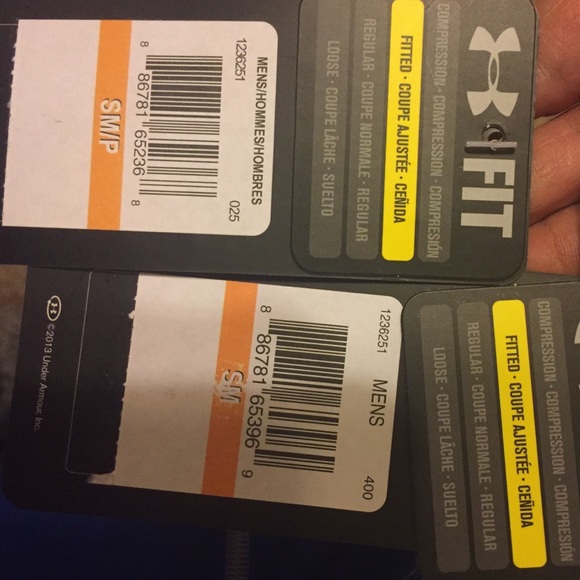 FIT
COMPRESSION · COMPRESSION · COMPRESIÓN
FITTED · COUPE AJUSTÉE · CEÑIDA
REGULAR · COUPE NORMALE · REGULAR
LOOSE · COUPE LÂCHE · SUELTO
MENS/HOMMES/HOMBRES
1236251
025
8 86781 65236 8
SM/P
COMPRESSION · COMPRESSION · COMPRESIÓN
FITTED · COUPE AJUSTÉE · CEÑIDA
REGULAR · COUPE NORMALE · REGULAR
LOOSE · COUPE LÂCHE · SUELTO
1236251
MENS
400
8 86781 65396 9
SM
©2013 Under Armour, Inc.